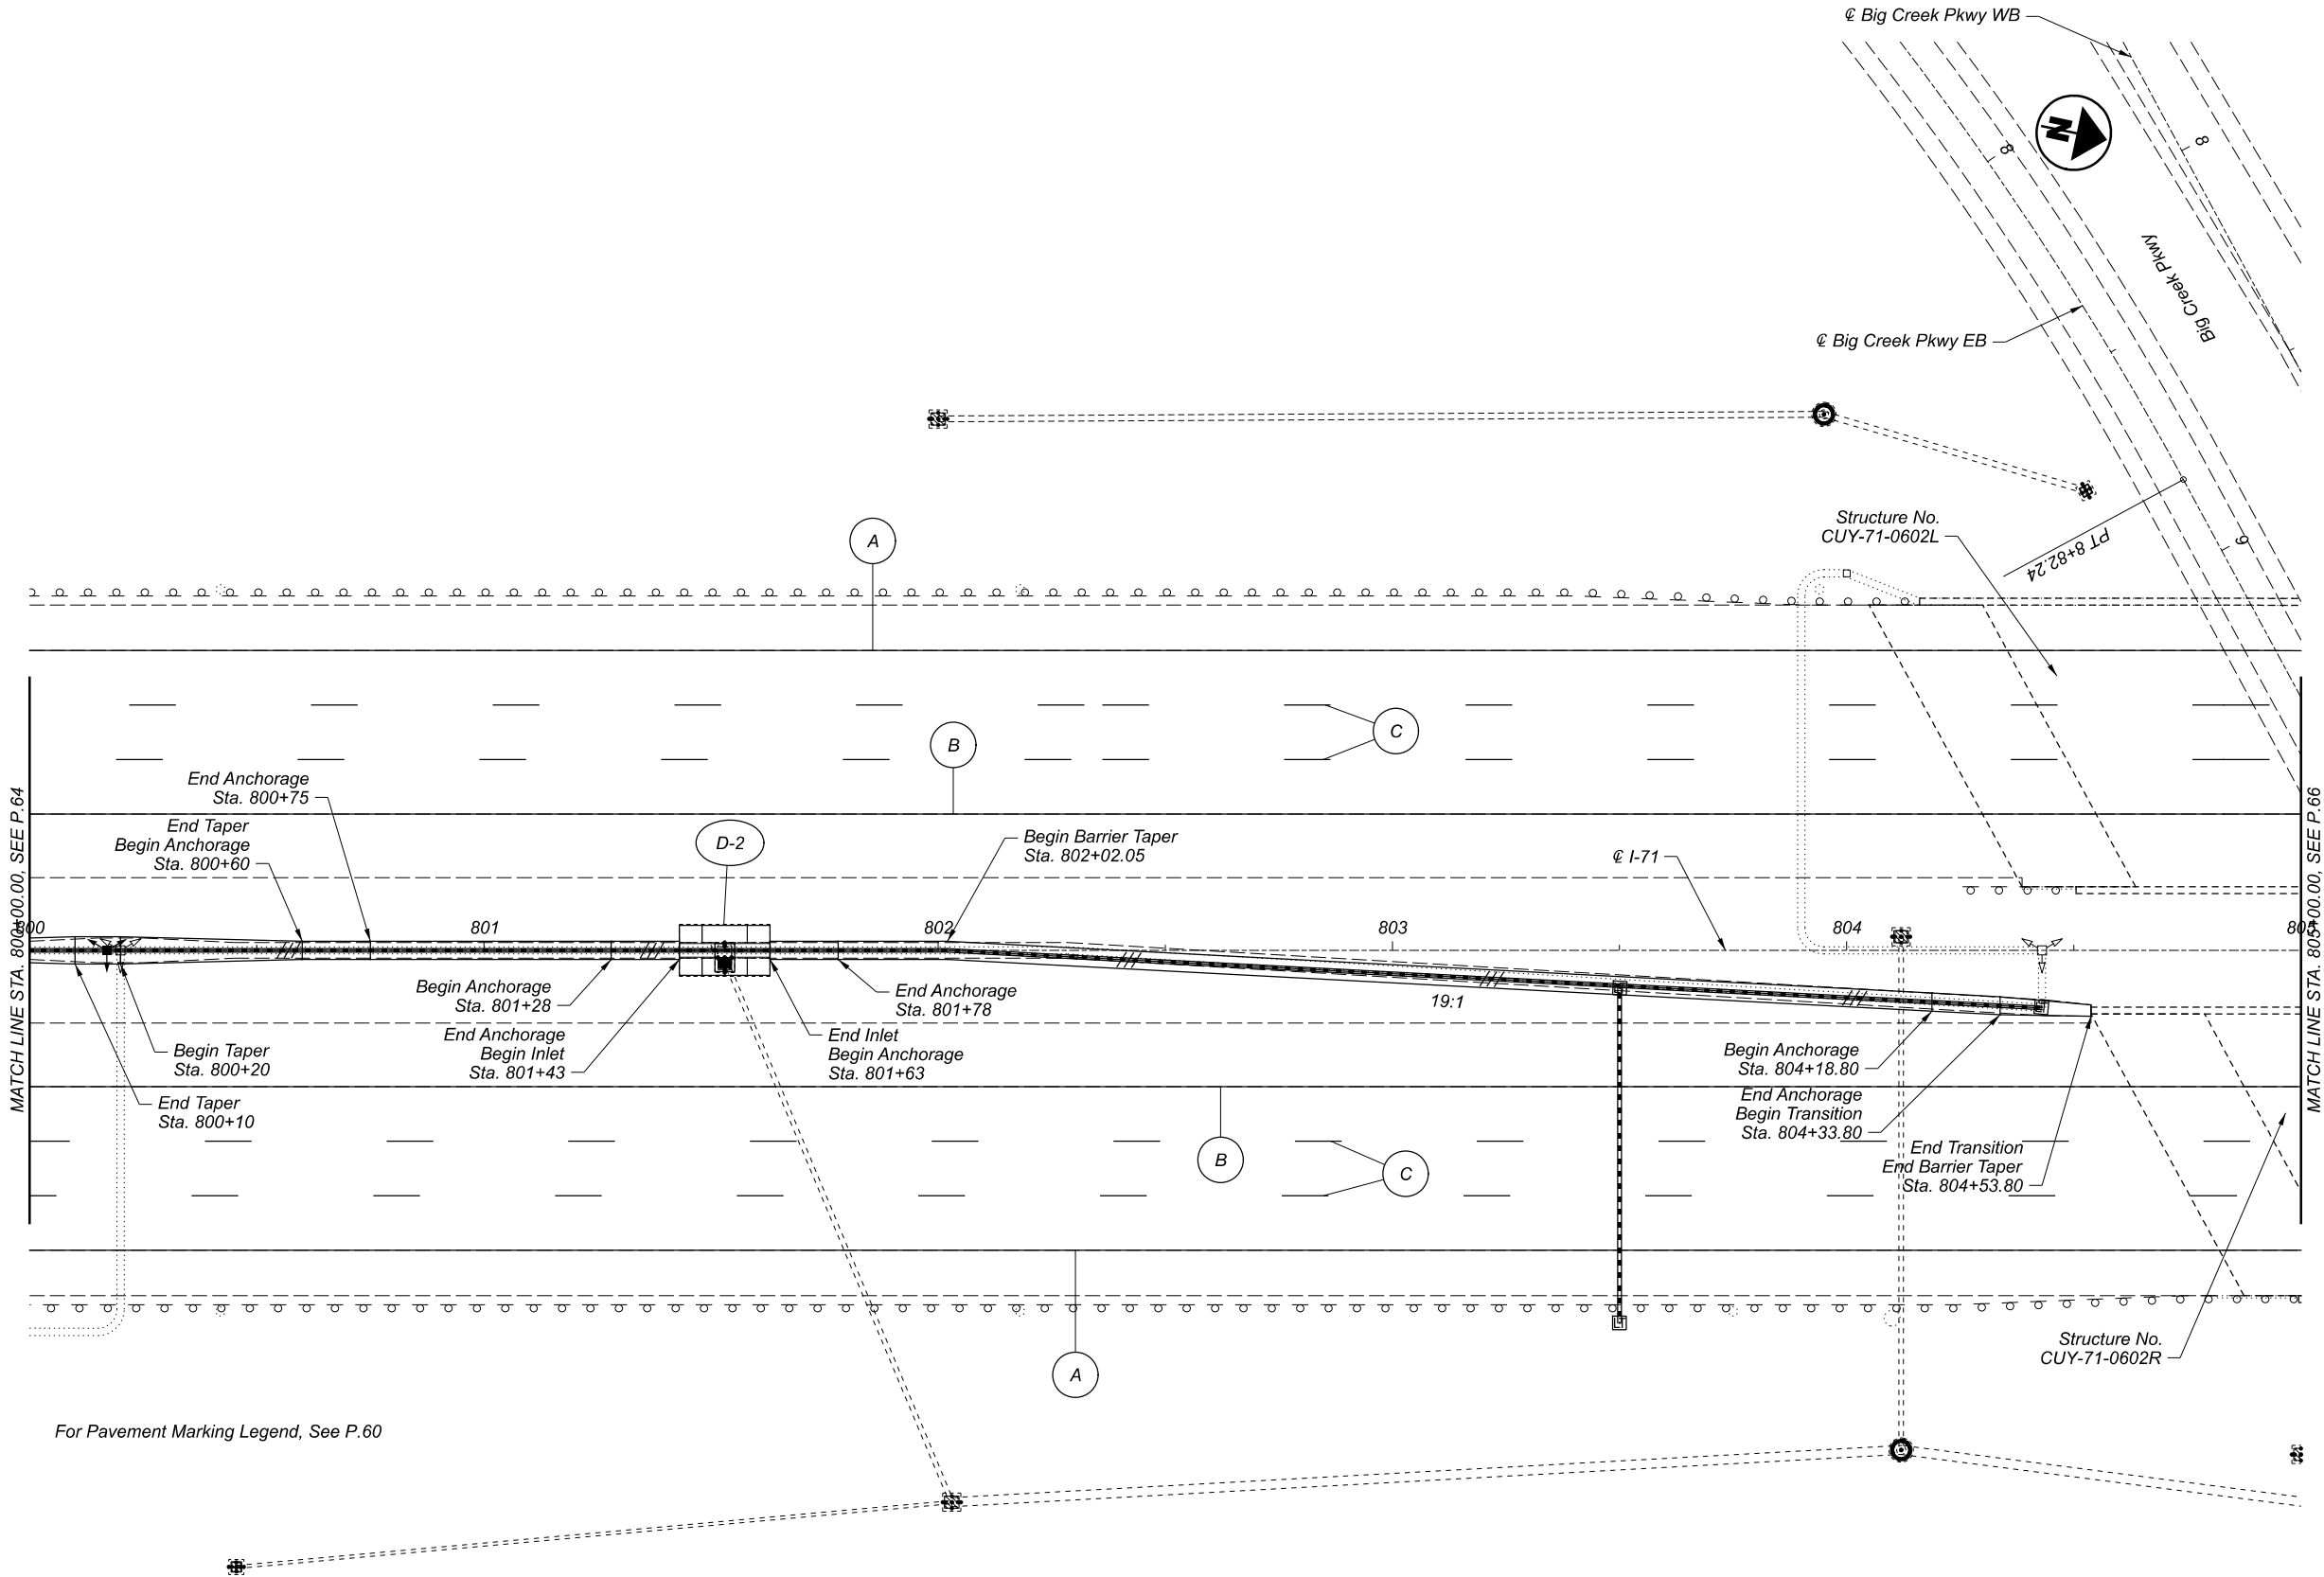 ℄ Big Creek Pkwy WB
N
8
8
Big Creek Pkwy
℄ Big Creek Pkwy EB
Structure No.
CUY-71-0602L
PT 8+82.24
9
A
C
B
End Anchorage
Sta. 800+75
End Taper
Begin Anchorage
Sta. 800+60
D-2
Begin Barrier Taper
Sta. 802+02.05
℄ I-71
MATCH LINE STA. 800+00.00, SEE P.64
MATCH LINE STA. 805+00.00, SEE P.66
800
801
802
803
804
805
Begin Anchorage
Sta. 801+28
End Anchorage
Sta. 801+78
19:1
End Anchorage
Begin Inlet
Sta. 801+43
End Inlet
Begin Anchorage
Sta. 801+63
Begin Taper
Sta. 800+20
End Taper
Sta. 800+10
Begin Anchorage
Sta. 804+18.80
End Anchorage
Begin Transition
Sta. 804+33.80
End Transition
End Barrier Taper
Sta. 804+53.80
B
C
Structure No.
CUY-71-0602R
A
For Pavement Marking Legend, See P.60